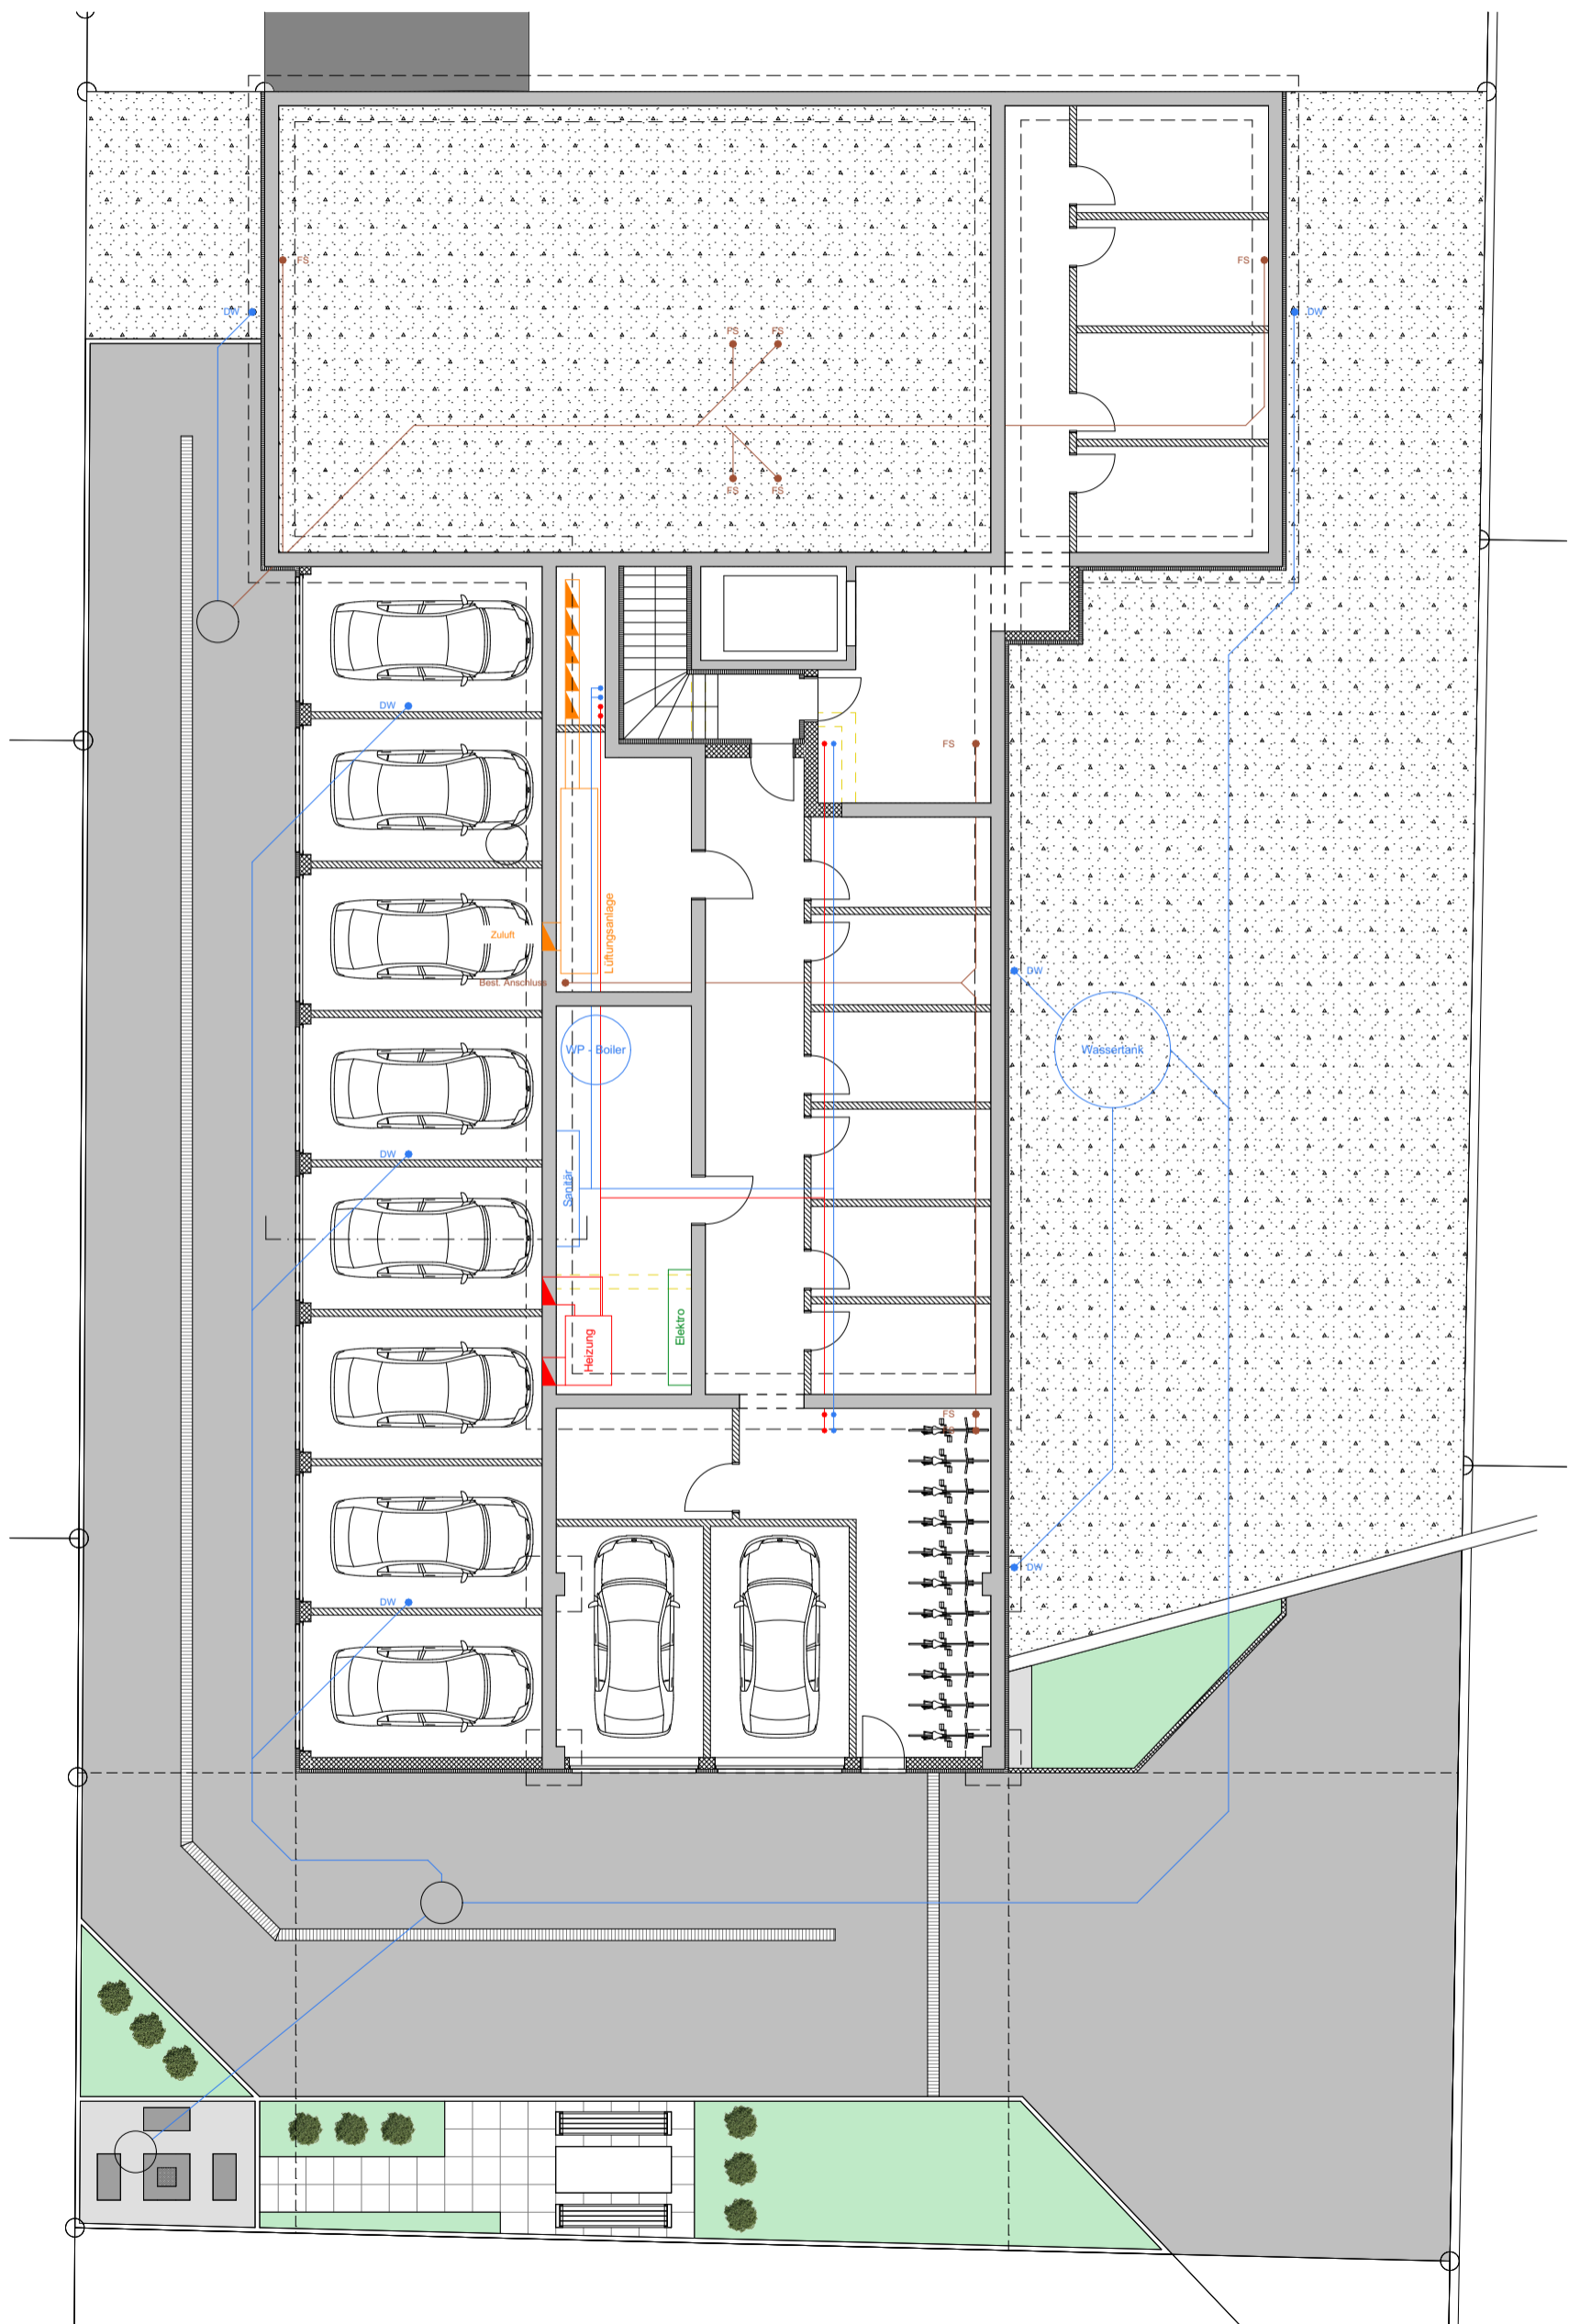 FS
FS
DW
DW
FS
FS
FS
FS
DW
FS
Lüftungsanlage
Zuluft
Best. Anschluss
DW
WP - Boiler
Wassertank
DW
Sanitär
Elektro
Heizung
FS
DW
DW